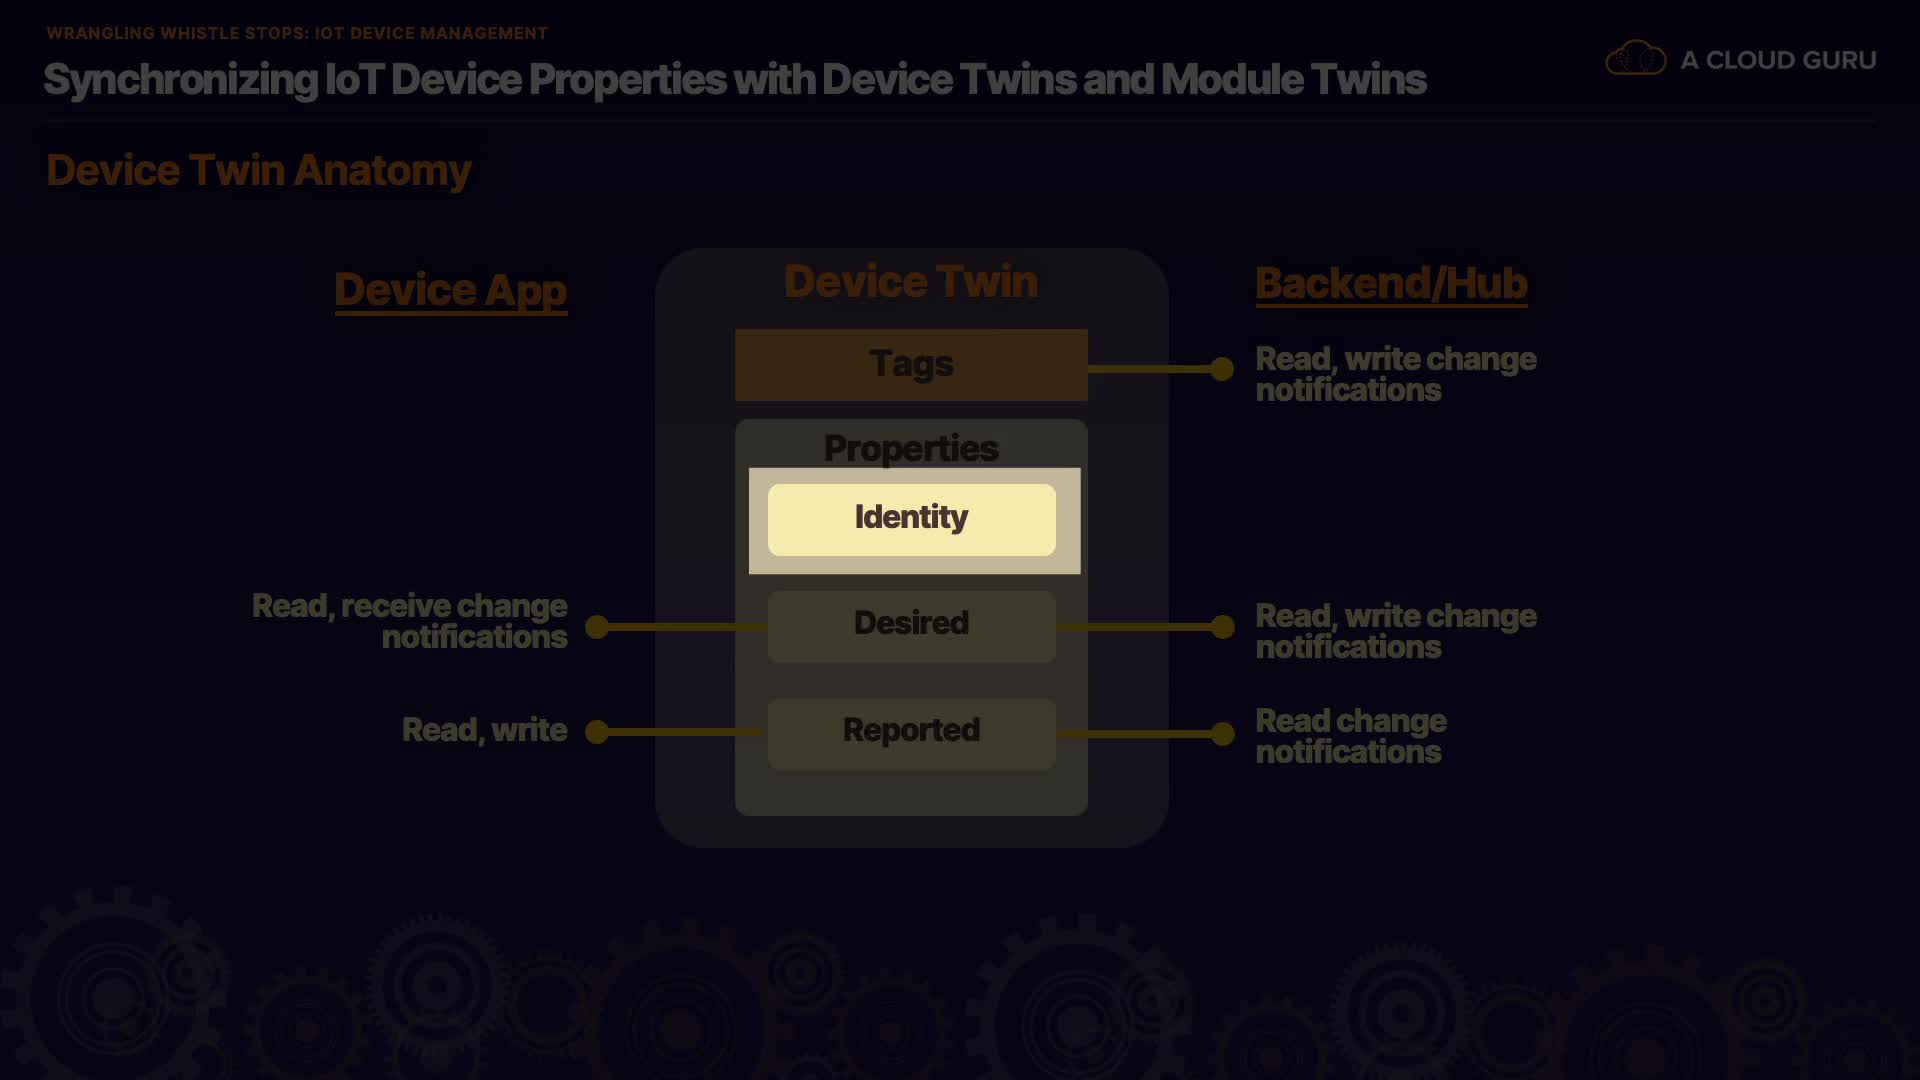 WRANGLING WHISTLE STOPS: IOT DEVICE MANAGEMENT
Synchronizing IoT Device Properties with Device Twins and Module Twins
A CLOUD GURU
Device Twin Anatomy
Device App
Device Twin
Backend/Hub
Tags
Read, write change
notifications
Properties
Identity
Read, receive change
notifications
Desired
Read, write change
notifications
Read, write
Reported
Read change
notifications